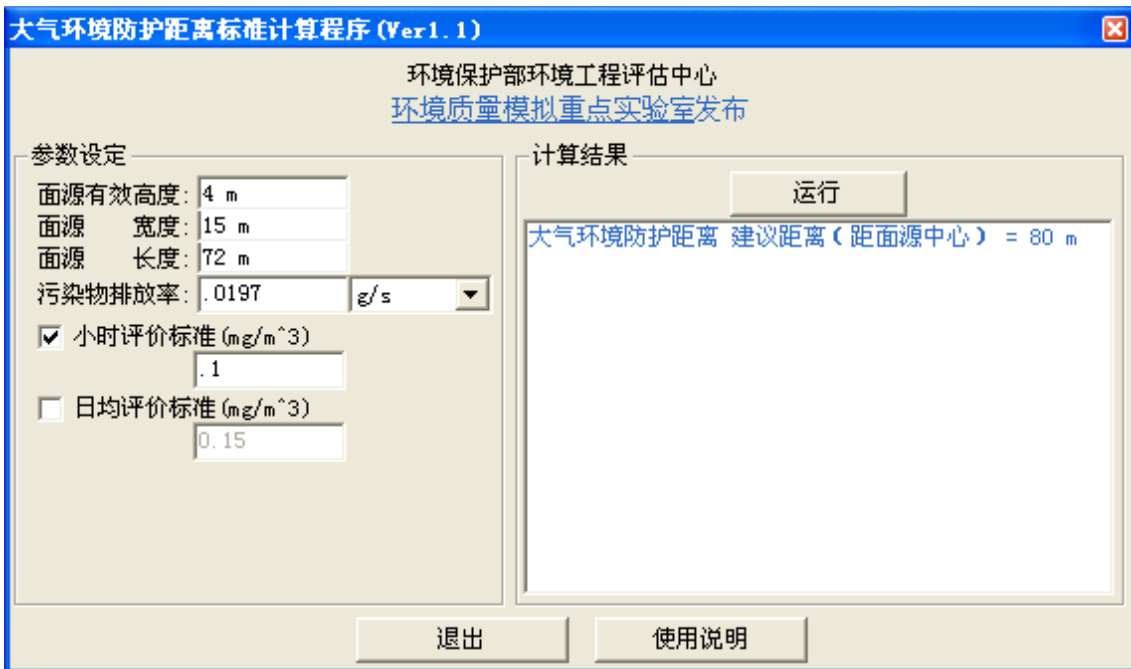 大气环境防护距离标准计算程序(Ver1.1)
环境保护部环境工程评估中心
环境质量模拟重点实验室发布
参数设定
面源有效高度: 4 m
面源 宽度: 15 m
面源 长度: 72 m
污染物排放率: .0197 g/s
小时评价标准(mg/m^3)
.1
日均评价标准(mg/m^3)
0.15
计算结果
运行
大气环境防护距离 建议距离(距面源中心) = 80 m
退出 使用说明